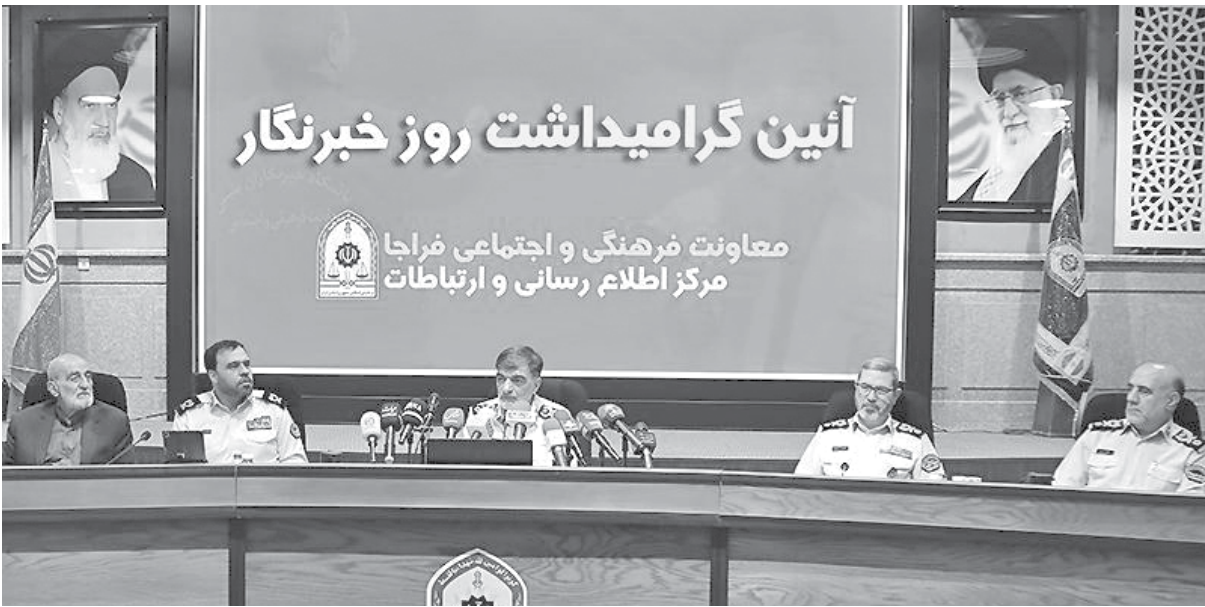 آئین گرامیداشت روز خبرنگار
معاونت فرهنگی و اجتماعی فراجا
مرکز اطلاع رسانی و ارتباطات